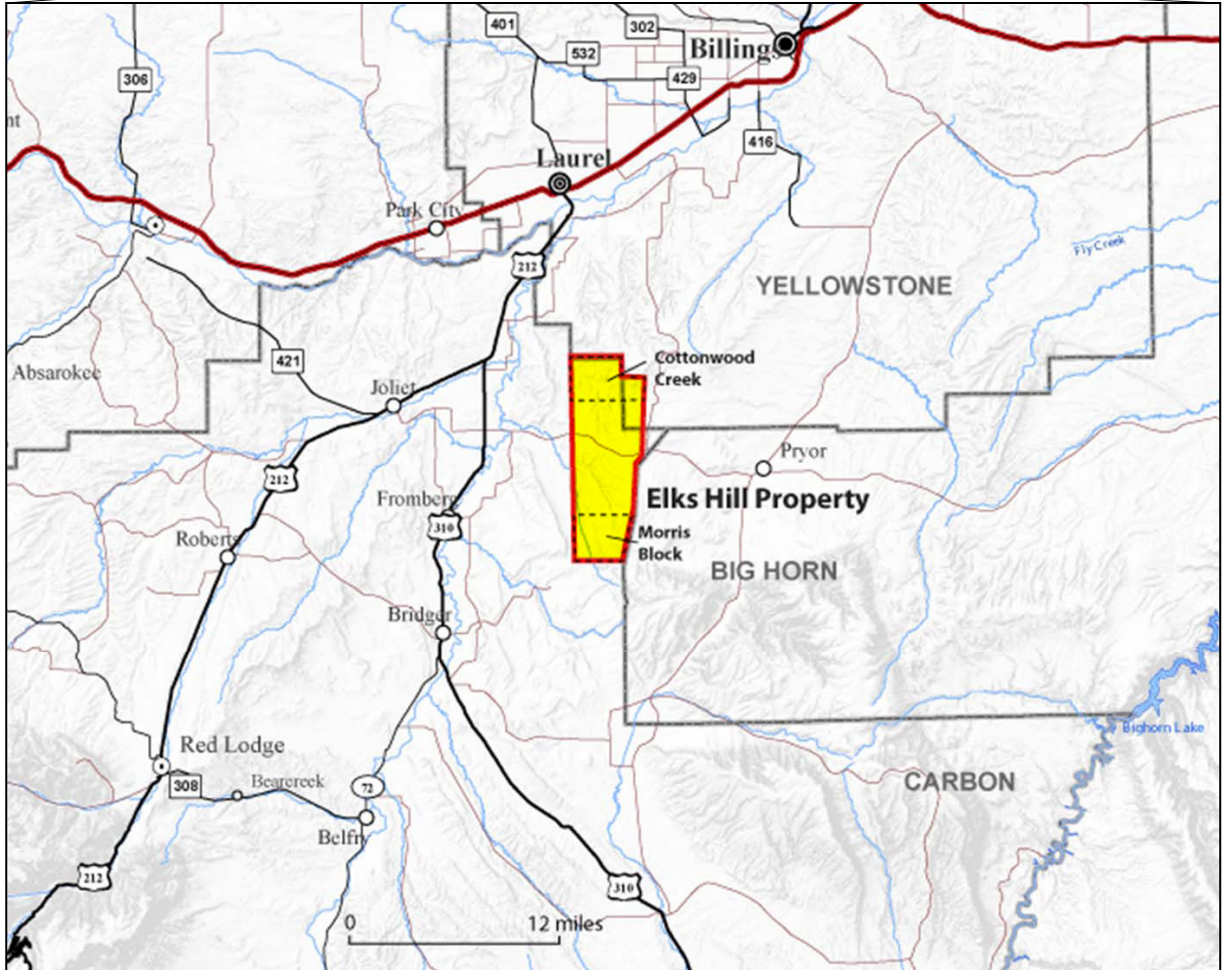 401
302
Billings
532
306
429
nt
416
Laurel
Park City
212
Fly Creek
YELLOWSTONE
Cottonwood
Creek
421
Absarokee
Joliet
Pryor
212
Elks Hill Property
Fromberg
310
Morris
Block
Roberts
BIG HORN
Bridger
Bighorn Lake
Red Lodge
308
Bearcreek
72
CARBON
Belfry
212
310
0
12 miles